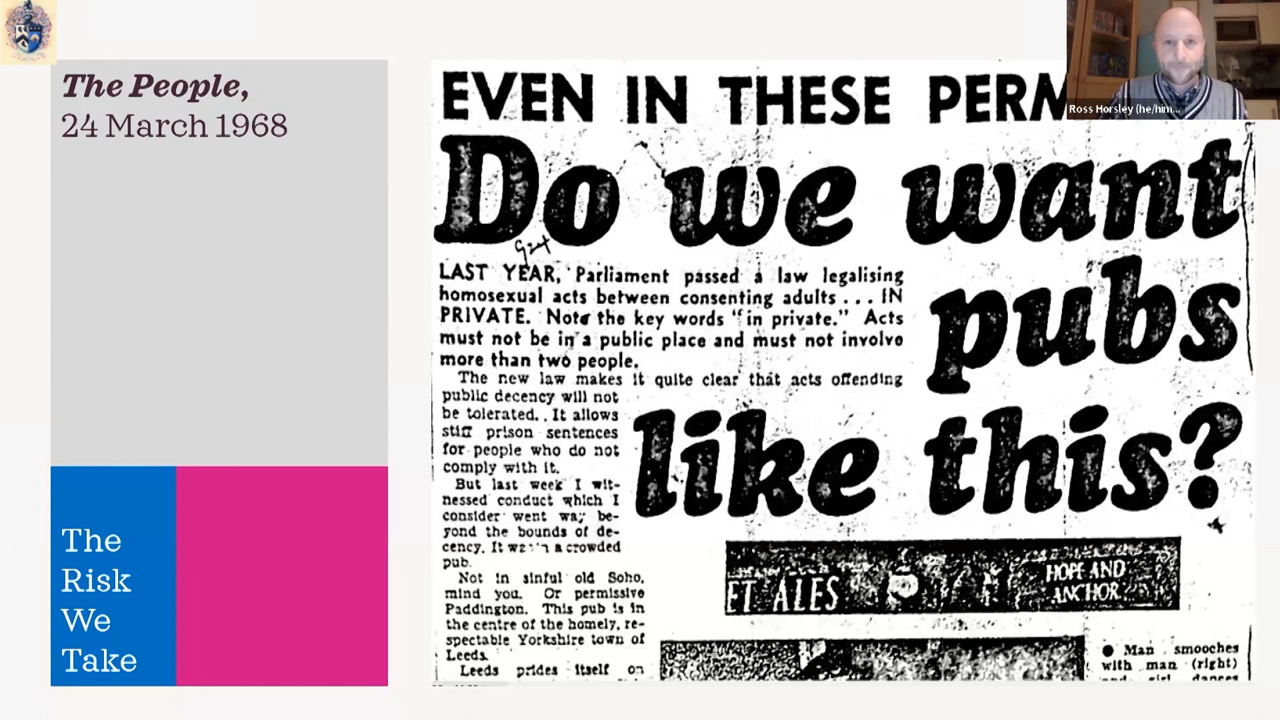 The People,
24 March 1968
The
Risk
We
Take
EVEN IN THESE PERM
Do we want
pubs
like this?
LAST YEAR, Parliament passed a law legalising
homosexual acts between consenting adults . . . IN
PRIVATE. Note the key words "in private." Acts
must not be in a public place and must not involve
more than two people.
The new law makes it quite clear that acts offending
public decency will not
be tolerated. It allows
stiff prison sentences
for people who do not
comply with it.
But last week I wit-
nessed conduct which I
consider went way be-
yond the bounds of de-
cency. It was in a crowded
pub.
Not in sinful old Soho,
mind you. Or permissive
Paddington. This pub is in
the centre of the homely, re-
spectable Yorkshire town of
Leeds.
Leeds prides itself on
ET ALES
HOPE AND
ANCHOR
● Man smooches
with man (right)
and girl dances
Ross Horsley (he/him...